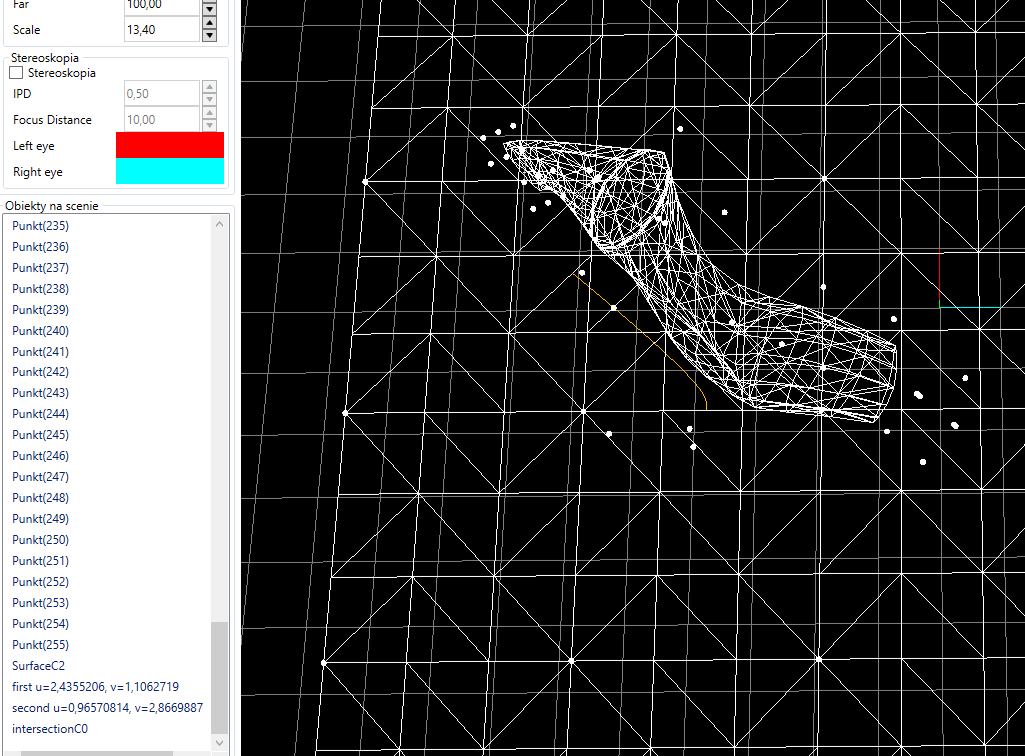 Far 100,00
Scale 13,40
Stereoskopia
Stereoskopia
IPD 0,50
Focus Distance 10,00
Left eye
Right eye
Obiekty na scenie
Punkt(235)
Punkt(236)
Punkt(237)
Punkt(238)
Punkt(239)
Punkt(240)
Punkt(241)
Punkt(242)
Punkt(243)
Punkt(244)
Punkt(245)
Punkt(246)
Punkt(247)
Punkt(248)
Punkt(249)
Punkt(250)
Punkt(251)
Punkt(252)
Punkt(253)
Punkt(254)
Punkt(255)
SurfaceC2
first u=2,4355206, v=1,1062719
second u=0,96570814, v=2,8669887
intersectionC0